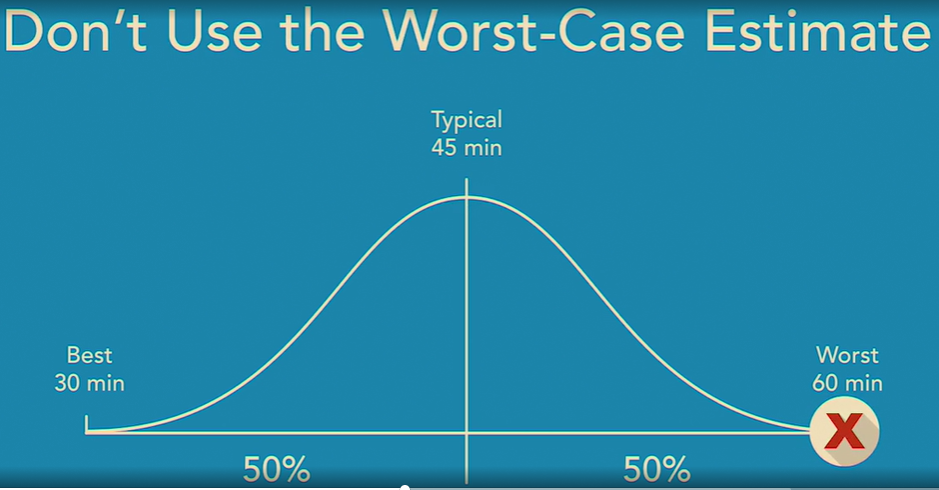 Don't Use the Worst-Case Estimate
Typical
45 min
Best
30 min
Worst
60 min
X
50%
50%